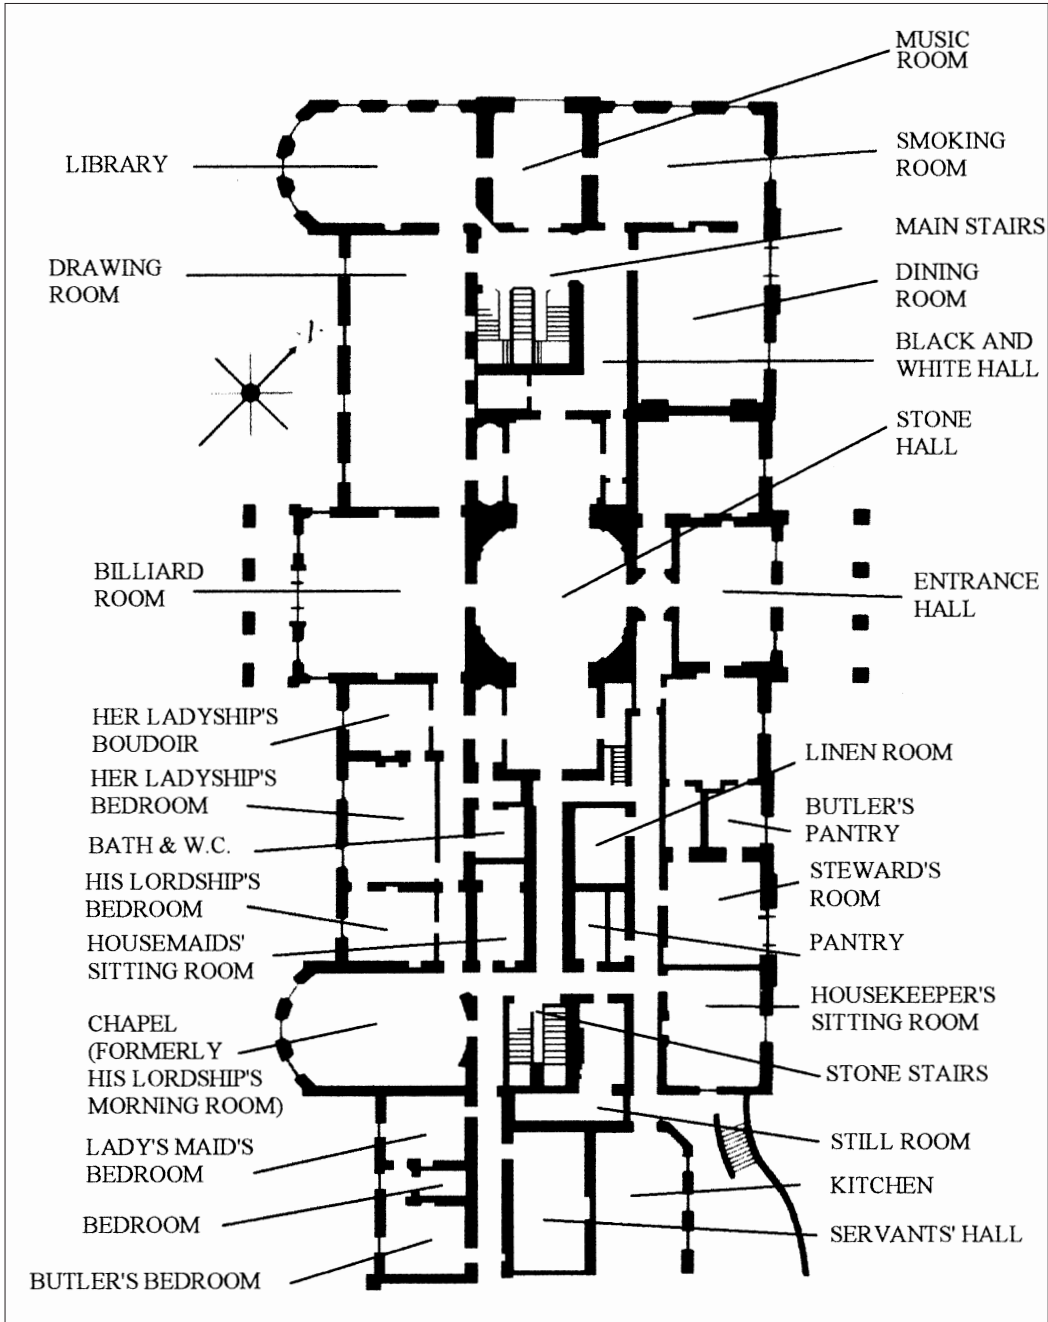 MUSIC
ROOM
LIBRARY
SMOKING
ROOM
MAIN STAIRS
DRAWING
ROOM
DINING
ROOM
BLACK AND
WHITE HALL
STONE
HALL
BILLIARD
ROOM
ENTRANCE
HALL
HER LADYSHIP'S
BOUDOIR
LINEN ROOM
HER LADYSHIP'S
BEDROOM
BUTLER'S
PANTRY
BATH & W.C.
STEWARD'S
ROOM
HIS LORDSHIP'S
BEDROOM
HOUSEMAIDS'
SITTING ROOM
PANTRY
HOUSEKEEPER'S
SITTING ROOM
CHAPEL
(FORMERLY
HIS LORDSHIP'S
MORNING ROOM)
STONE STAIRS
LADY'S MAID'S
BEDROOM
STILL ROOM
KITCHEN
BEDROOM
SERVANTS' HALL
BUTLER'S BEDROOM